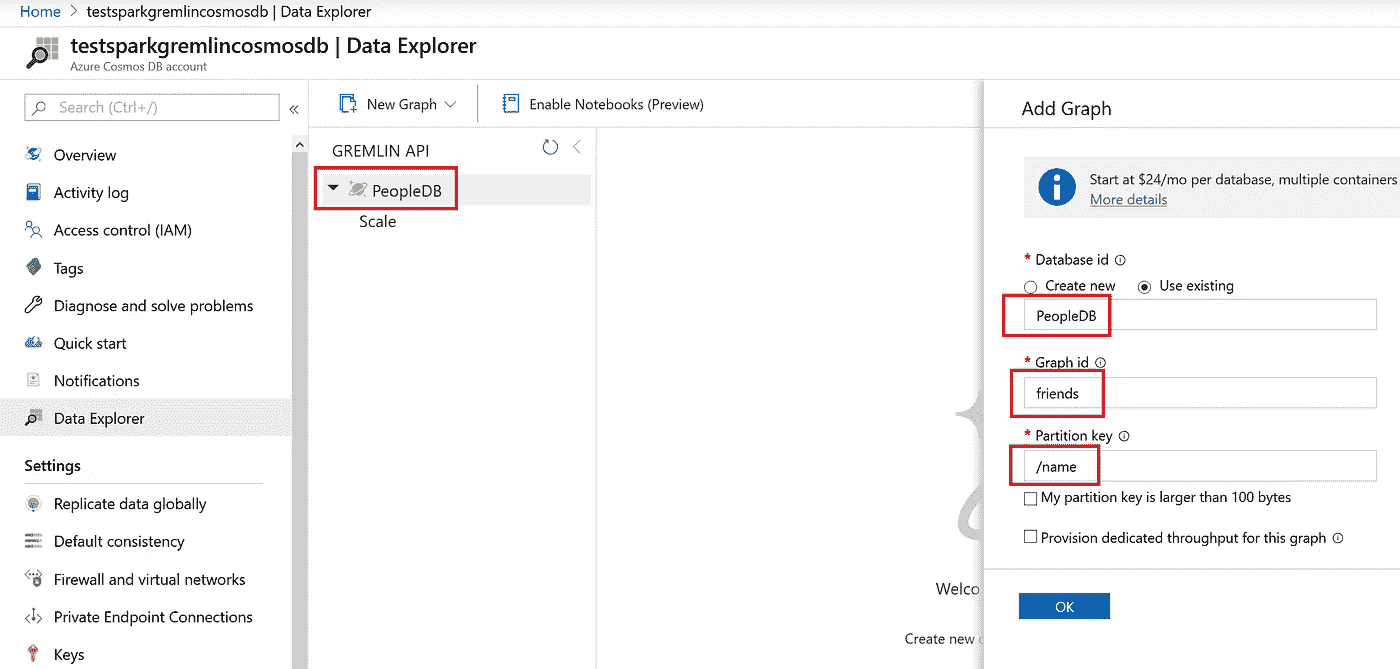 Home > testsparkgremlincosmosdb | Data Explorer
testsparkgremlincosmosdb | Data Explorer
Azure Cosmos DB account
Search (Ctrl+/)
«
Overview
Activity log
Access control (IAM)
Tags
Diagnose and solve problems
Quick start
Notifications
Data Explorer
Settings
Replicate data globally
Default consistency
Firewall and virtual networks
Private Endpoint Connections
Keys
New Graph
Enable Notebooks (Preview)
GREMLIN API
PeopleDB
Scale
Welco
Create new
Add Graph
Start at $24/mo per database, multiple containers
More details
* Database id
Create new Use existing
PeopleDB
* Graph id
friends
* Partition key
/name
My partition key is larger than 100 bytes
Provision dedicated throughput for this graph
OK